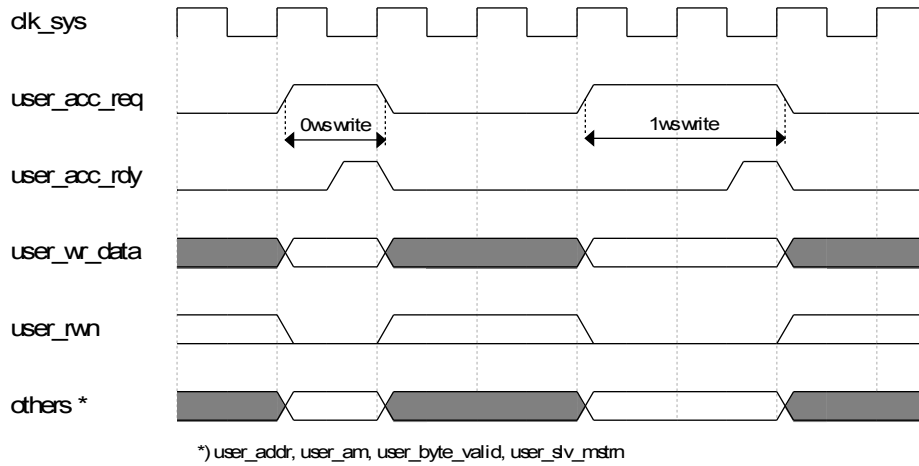 clk_sys
user_acc_req
0ws write
1ws write
user_acc_rdy
user_wr_data
user_rwn
others *
*) user_addr, user_am, user_byte_valid, user_slv_mstrn